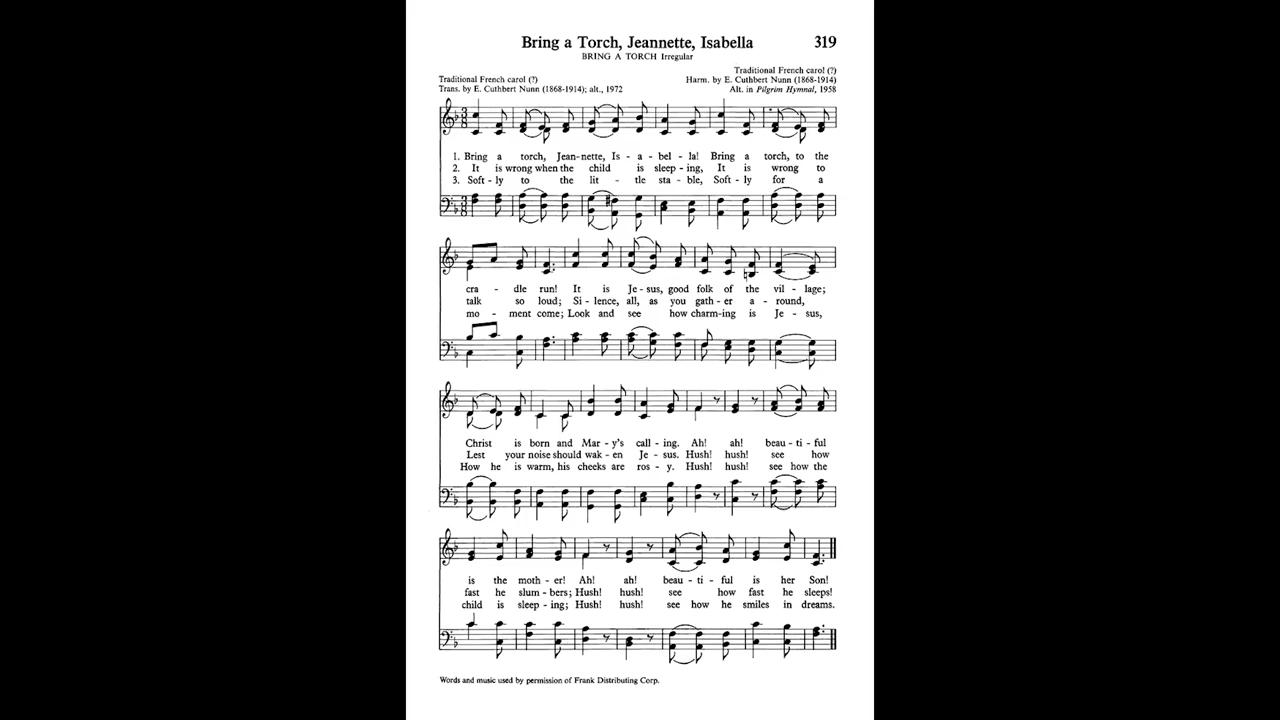 Bring a Torch, Jeannette, Isabella 319
BRING A TORCH Irregular
Traditional French carol (?)
Traditional French carol (?) Harm. by E. Cuthbert Nunn (1868-1914)
Trans. by E. Cuthbert Nunn (1868-1914); alt., 1972 Alt. in Pilgrim Hymnal, 1958
1. Bring a torch, Jean-nette, Is - a - bel - la! Bring a torch, to the
2. It is wrong when the child is sleep - ing, It is wrong to
3. Soft - ly to the lit - tle sta - ble, Soft - ly for a
cra - dle run! It is Je - sus, good folk of the vil - lage;
talk so loud; Si - lence, all, as you gath - er a - round,
mo - ment come; Look and see how charm-ing is Je - sus,
Christ is born and Mar - y's call - ing. Ah! ah! beau - ti - ful
Lest your noise should wak - en Je - sus. Hush! hush! see how
How he is warm, his cheeks are ros - y. Hush! hush! see how the
is the moth - er! Ah! ah! beau - ti - ful is her Son!
fast he slum - bers; Hush! hush! see how fast he sleeps!
child is sleep - ing; Hush! hush! see how he smiles in dreams.
Words and music used by permission of Frank Distributing Corp.